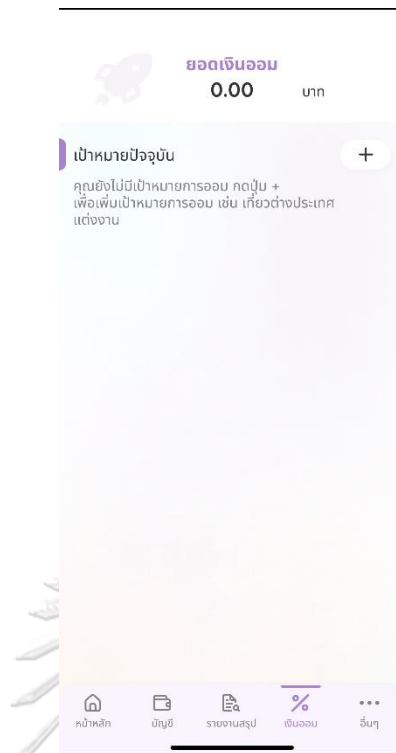 ยอดเงินออม
0.00 บาท
เป้าหมายปัจจุบัน
+
คุณยังไม่มีเป้าหมายการออม กดปุ่ม +
เพื่อเพิ่มเป้าหมายการออม เช่น เที่ยวต่างประเทศ
แต่งงาน
หน้าหลัก บัญชี รายงานสรุป เงินออม อื่นๆ